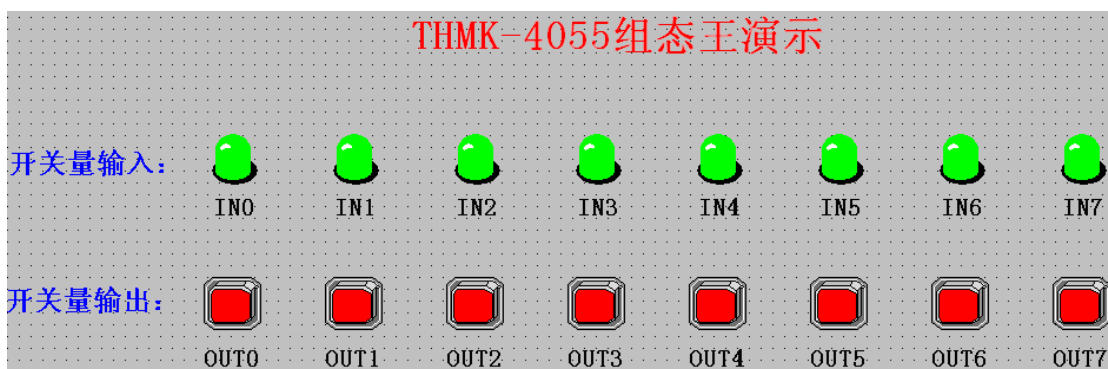 THMK-4055组态王演示
开关量输入：
IN0 IN1 IN2 IN3 IN4 IN5 IN6 IN7
开关量输出：
OUT0 OUT1 OUT2 OUT3 OUT4 OUT5 OUT6 OUT7